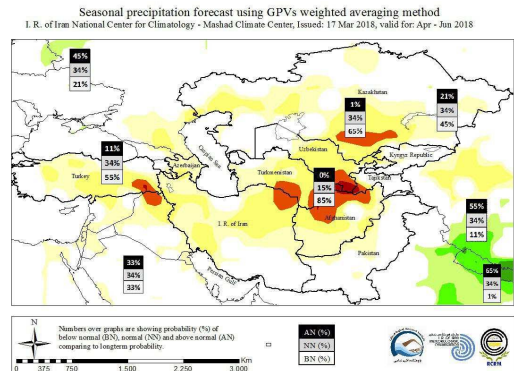 Seasonal precipitation forecast using GPVs weighted averaging method
I. R. of Iran National Center for Climatology - Mashad Climate Center, Issued: 17 Mar 2018, valid for: Apr - Jun 2018
45%
34%
21%
Kazakhstan
1%
34%
65%
21%
34%
45%
Uzbekistan
Kyrgyz Republic
11%
34%
55%
Turkey
Azerbaijan
Caspian Sea
Turkmenistan
0%
15%
85%
Tajikistan
Afghanistan
I. R. of Iran
Pakistan
55%
34%
11%
33%
34%
33%
Persian Gulf
65%
34%
1%
N
Numbers over graphs are showing probability (%) of
below normal (BN), normal (NN) and above normal (AN)
comparing to longterm probability.
0 375 750 1,500 2,250 3,000 Km
AN (%)
NN (%)
BN (%)